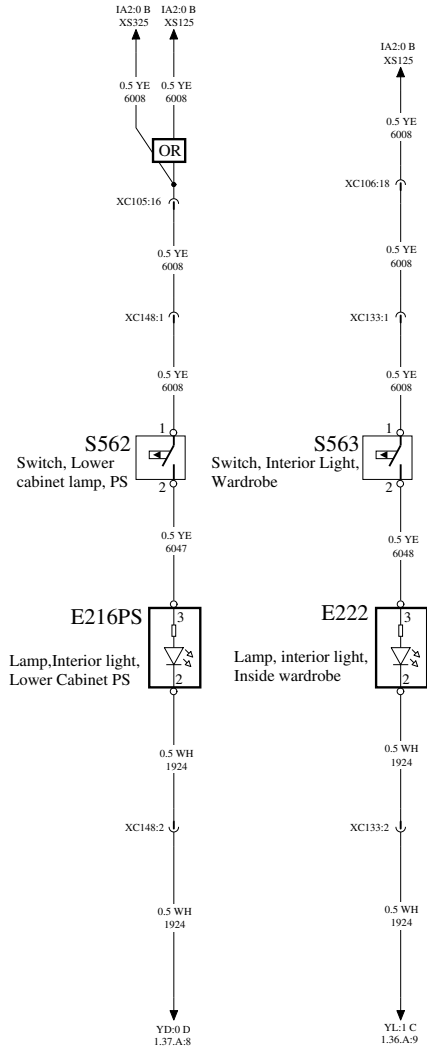 IA2:0 B
XS325
IA2:0 B
XS125
0.5 YE
6008
0.5 YE
6008
OR
XC105:16
0.5 YE
6008
XC148:1
0.5 YE
6008
1
S562
Switch, Lower
cabinet lamp, PS
2
0.5 YE
6047
E216PS
3
Lamp,Interior light,
Lower Cabinet PS
2
0.5 WH
1924
XC148:2
0.5 WH
1924
YD:0 D
1.37.A:8
IA2:0 B
XS125
0.5 YE
6008
XC106:18
0.5 YE
6008
XC133:1
0.5 YE
6008
1
S563
Switch, Interior Light,
Wardrobe
2
0.5 YE
6048
E222
3
Lamp, interior light,
Inside wardrobe
2
0.5 WH
1924
XC133:2
0.5 WH
1924
YL:1 C
1.36.A:9